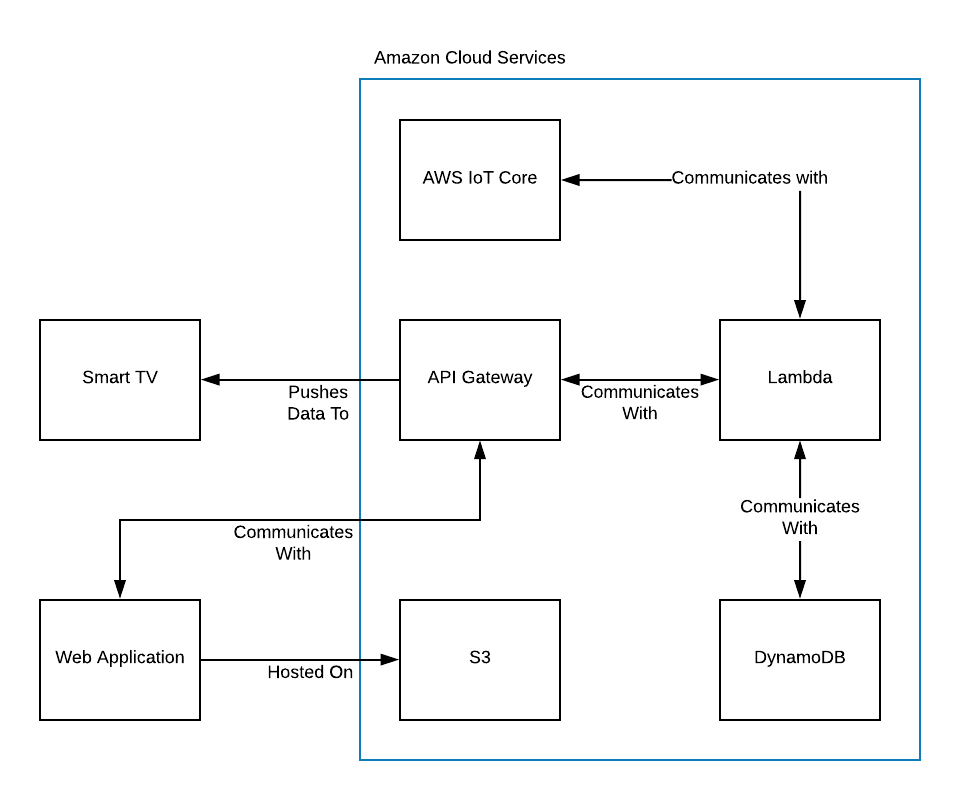 Amazon Cloud Services
AWS IoT Core
Communicates with
Smart TV
Pushes
Data To
API Gateway
Communicates
With
Lambda
Communicates
With
Communicates
With
Web Application
Hosted On
S3
DynamoDB